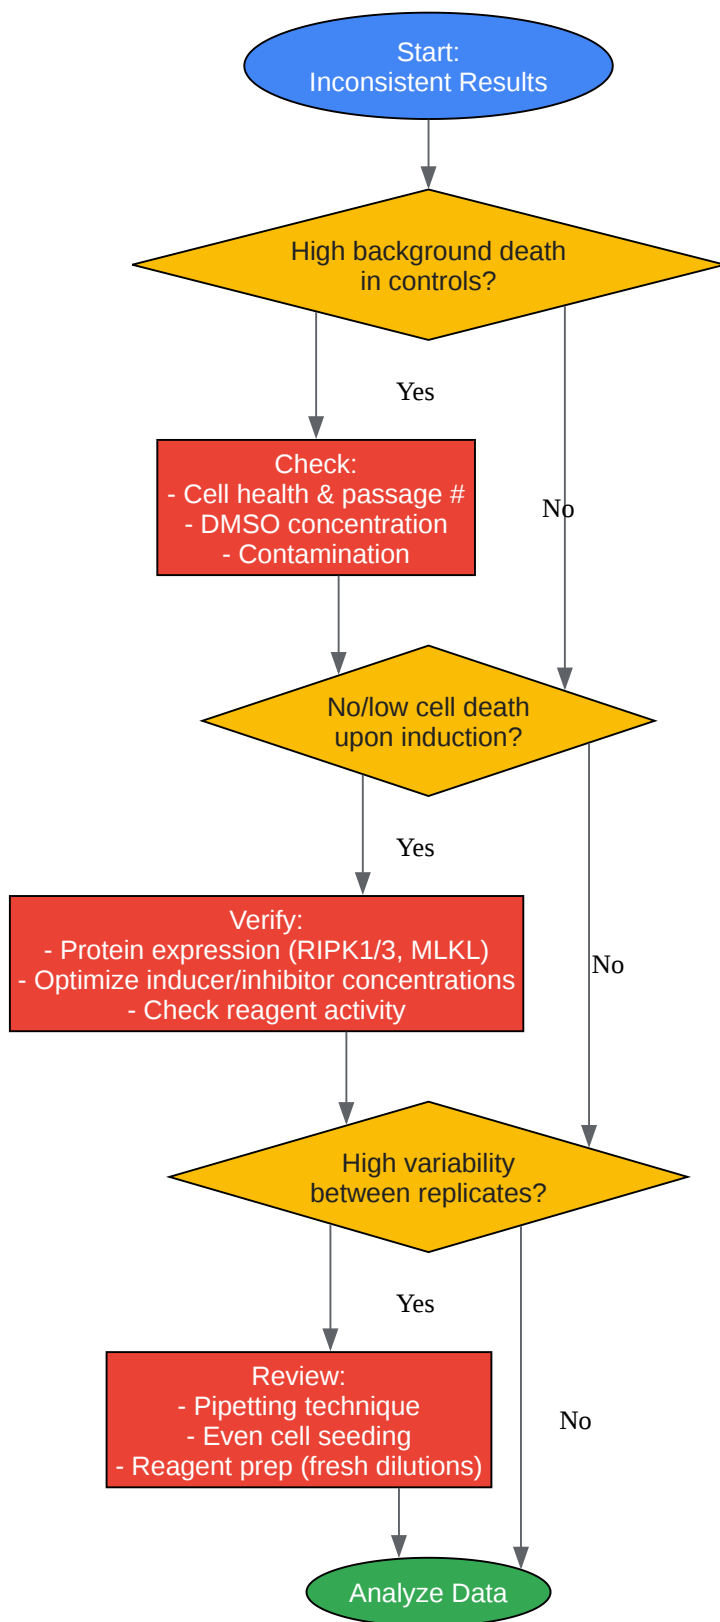 Start:
Inconsistent Results
High background death
in controls?
Yes
Check:
- Cell health & passage #
- DMSO concentration
- Contamination
No
No/low cell death
upon induction?
Yes
Verify:
- Protein expression (RIPK1/3, MLKL)
- Optimize inducer/inhibitor concentrations
- Check reagent activity
No
High variability
between replicates?
Yes
Review:
- Pipetting technique
- Even cell seeding
- Reagent prep (fresh dilutions)
No
Analyze Data